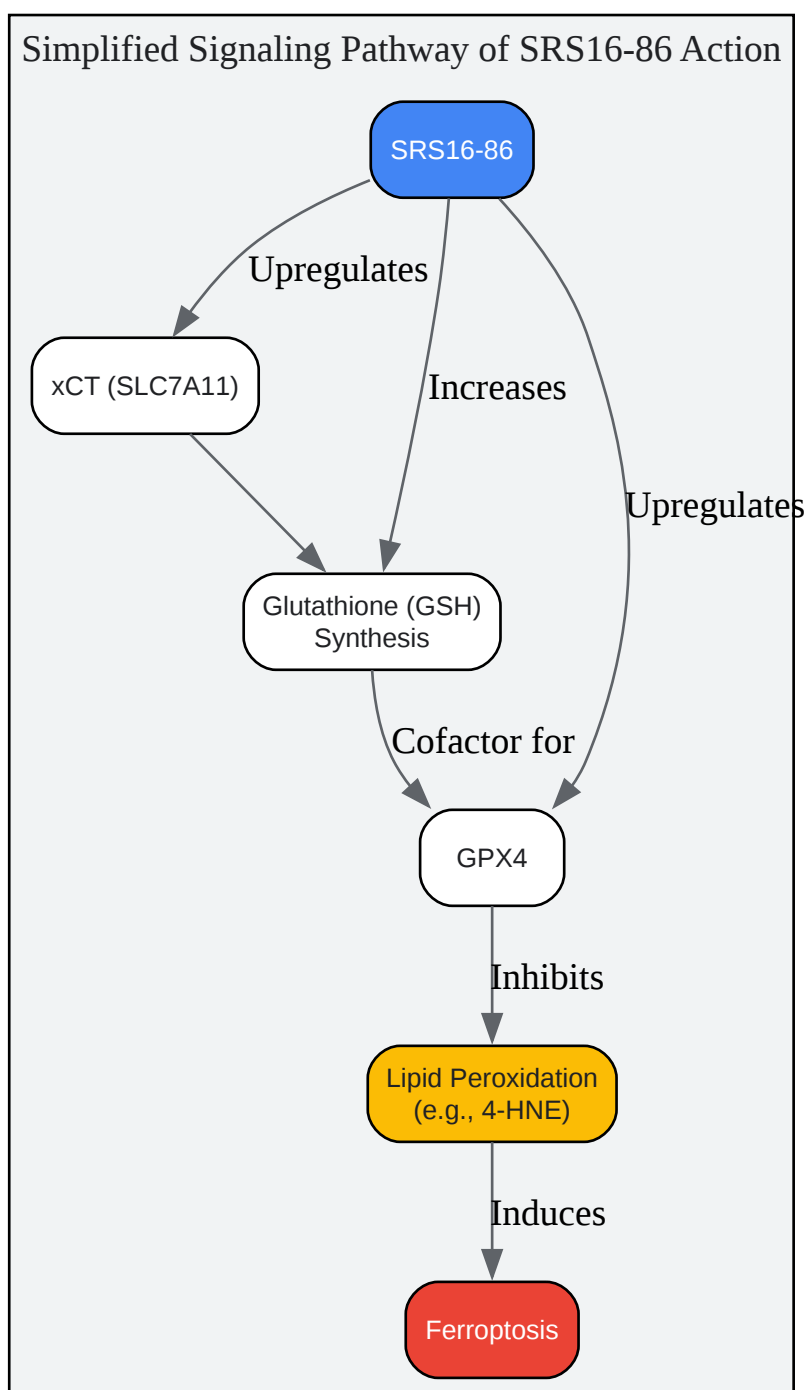 Simplified Signaling Pathway of SRS16-86 Action
SRS16-86
Upregulates
xCT (SLC7A11)
Increases
Upregulates
Glutathione (GSH)
Synthesis
Cofactor for
GPX4
Inhibits
Lipid Peroxidation
(e.g., 4-HNE)
Induces
Ferroptosis